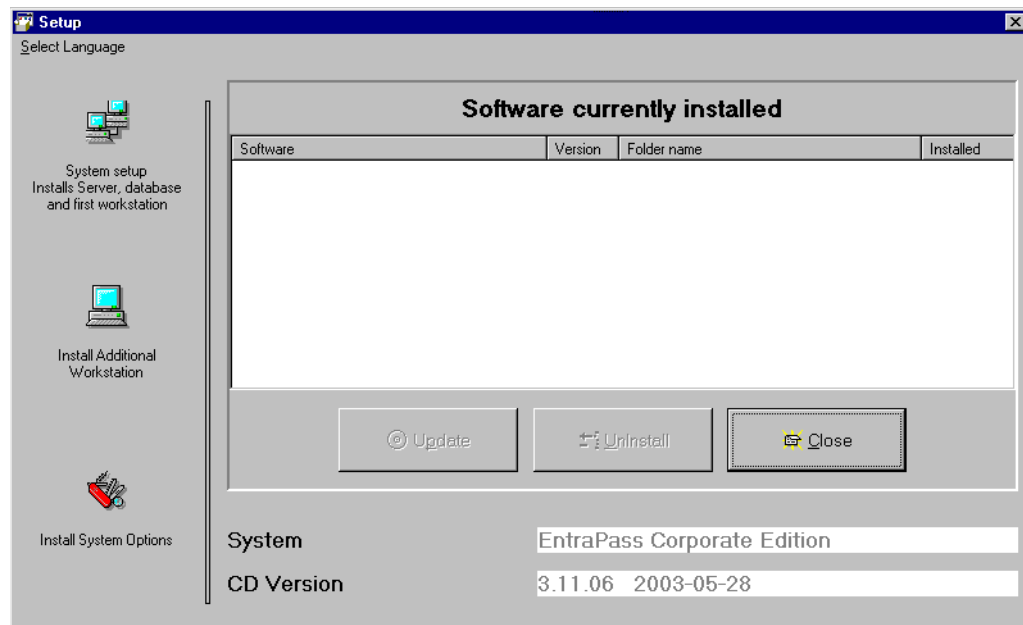 Setup
Select Language
System setup
Installs Server, database
and first workstation
Install Additional
Workstation
Install System Options
Software currently installed
Software Version Folder name Installed
Update UnInstall Close
System EntraPass Corporate Edition
CD Version 3.11.06 2003-05-28